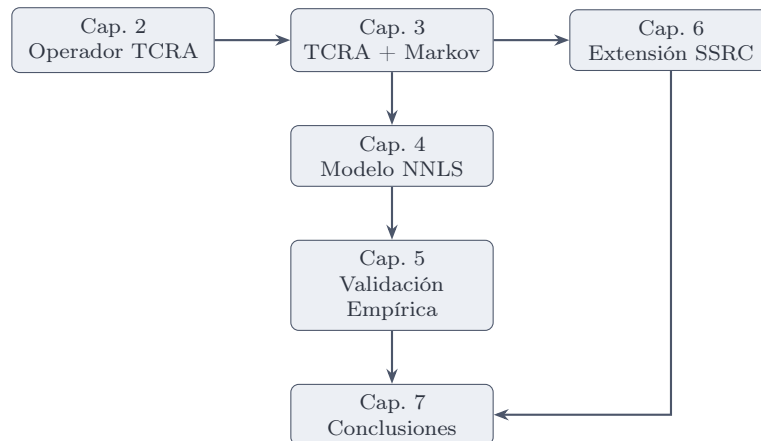 Cap. 2
Operador TCRA
Cap. 3
TCRA + Markov
Cap. 6
Extensión SSRC
Cap. 4
Modelo NNLS
Cap. 5
Validación
Empírica
Cap. 7
Conclusiones